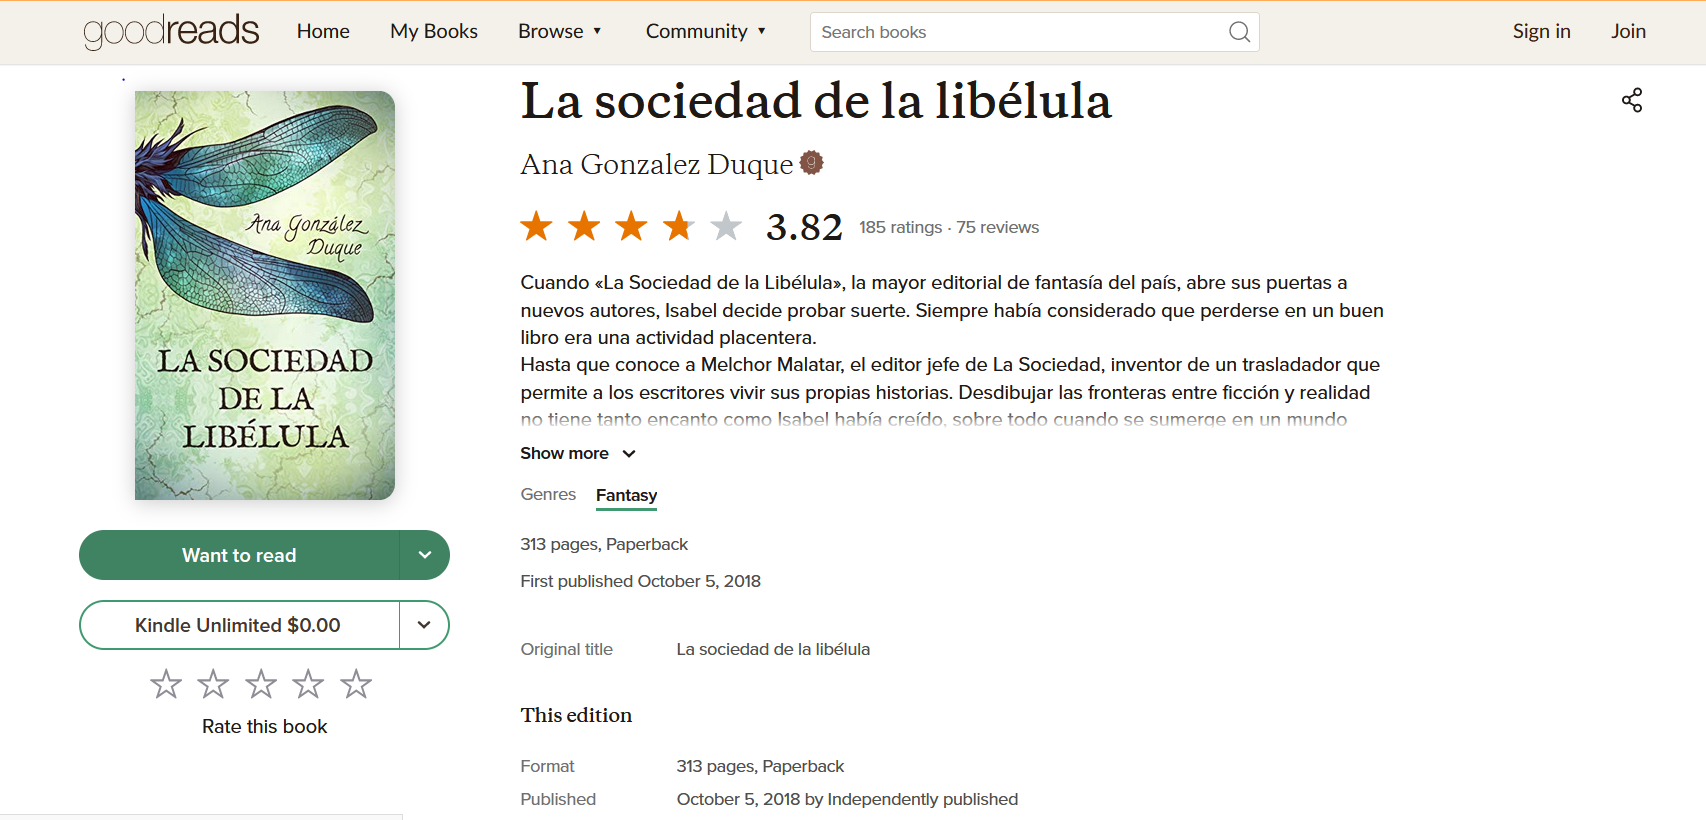 goodreads Home My Books Browse ▼ Community ▼ Search books Sign in Join
Ana González
Duque
LA SOCIEDAD
DE LA
LIBÉLULA
Want to read
Kindle Unlimited $0.00
Rate this book
La sociedad de la libélula
Ana Gonzalez Duque
3.82 185 ratings · 75 reviews
Cuando «La Sociedad de la Libélula», la mayor editorial de fantasía del país, abre sus puertas a
nuevos autores, Isabel decide probar suerte. Siempre había considerado que perderse en un buen
libro era una actividad placentera.
Hasta que conoce a Melchor Malatar, el editor jefe de La Sociedad, inventor de un trasladador que
permite a los escritores vivir sus propias historias. Desdibujar las fronteras entre ficción y realidad
no tiene tanto encanto como Isabel había creído, sobre todo cuando se sumerge en un mundo
Show more
Genres Fantasy
313 pages, Paperback
First published October 5, 2018
Original title La sociedad de la libélula
This edition
Format 313 pages, Paperback
Published October 5, 2018 by Independently published